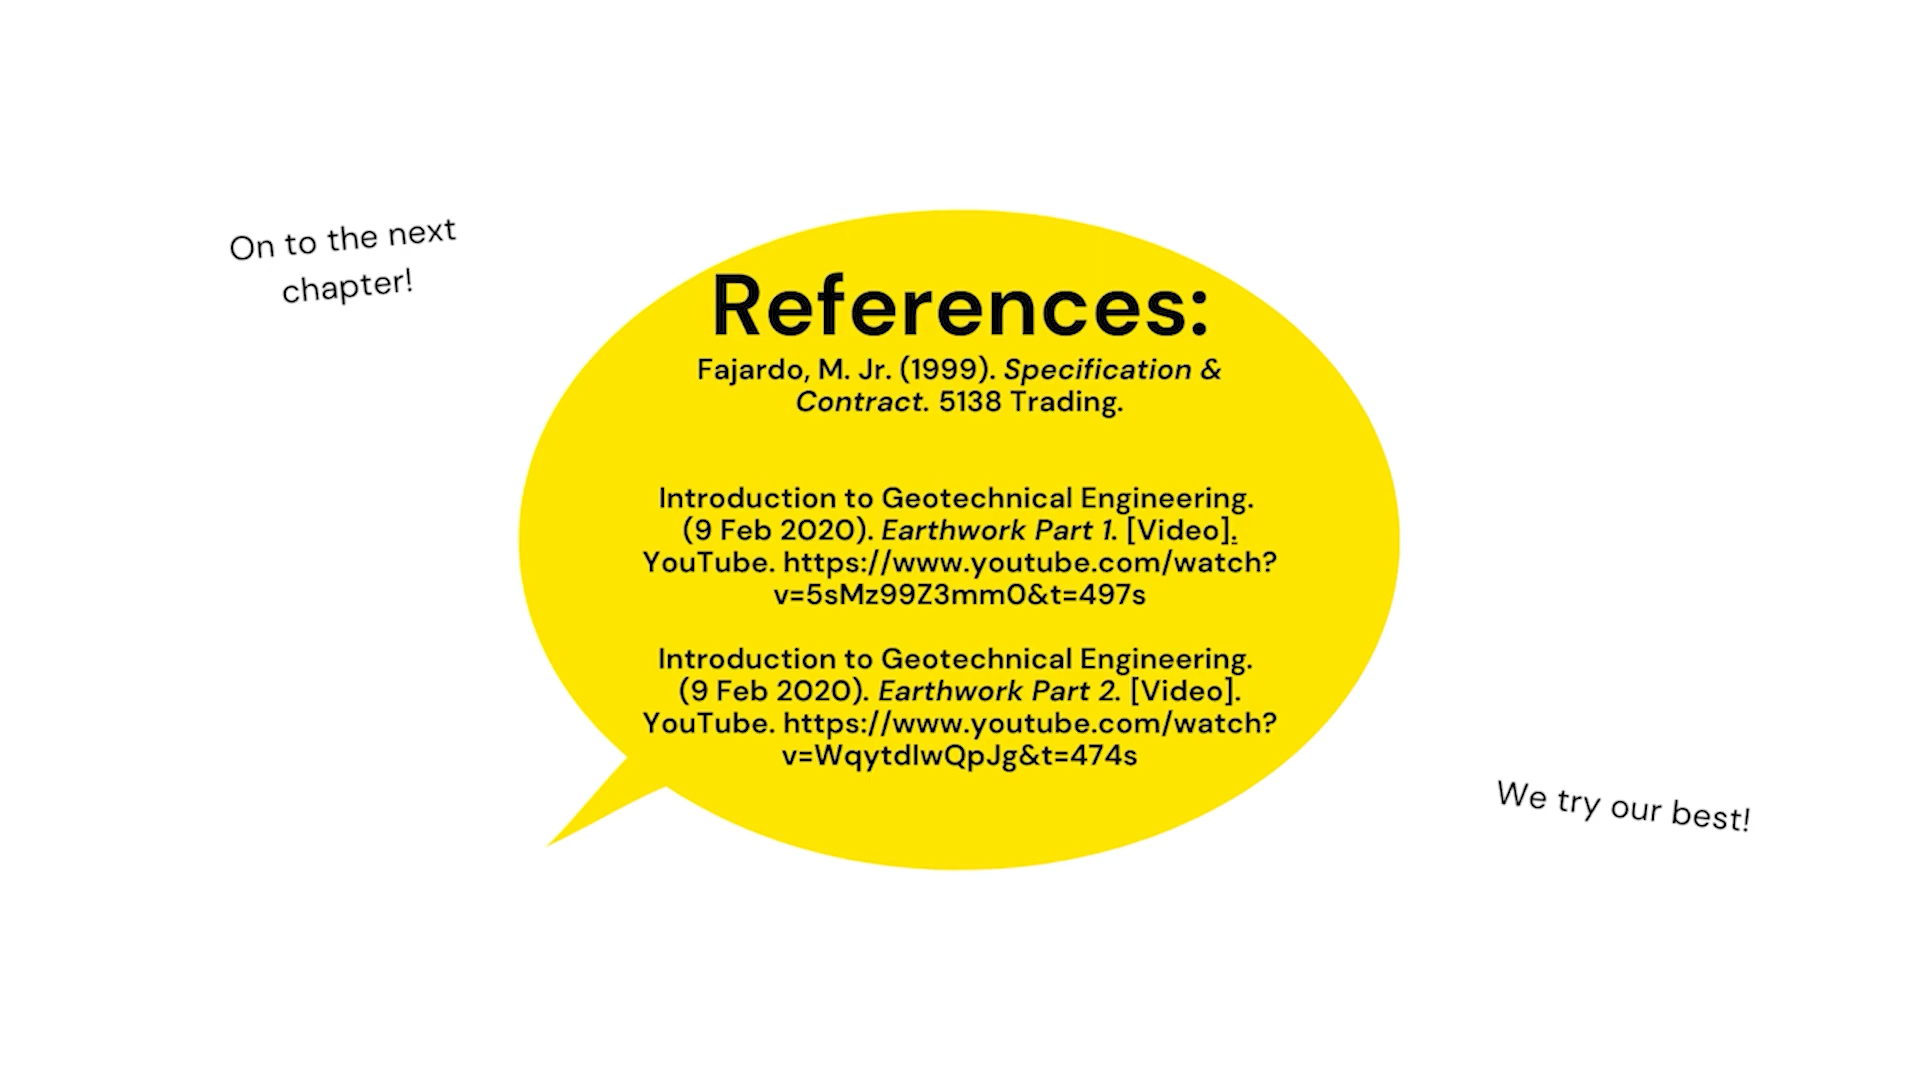 On to the next
chapter!
References:
Fajardo, M. Jr. (1999). Specification &
Contract. 5138 Trading.
Introduction to Geotechnical Engineering.
(9 Feb 2020). Earthwork Part 1. [Video].
YouTube. https://www.youtube.com/watch?
v=5sMz99Z3mm0&t=497s
Introduction to Geotechnical Engineering.
(9 Feb 2020). Earthwork Part 2. [Video].
YouTube. https://www.youtube.com/watch?
v=WqytdIwQpJg&t=474s
We try our best!